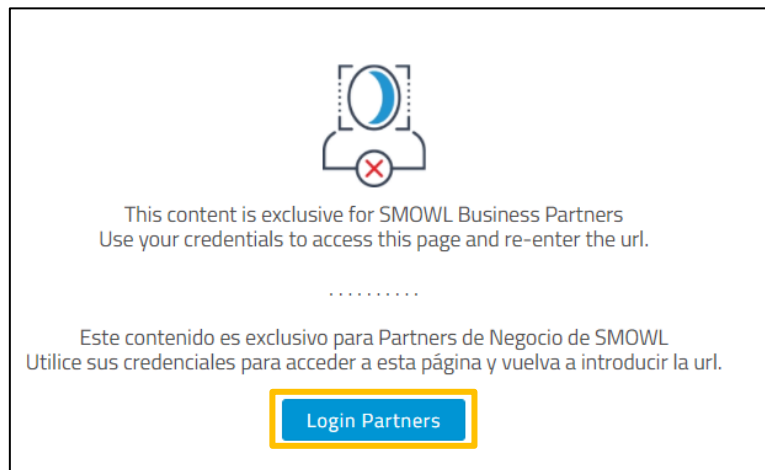 This content is exclusive for SMOWL Business Partners
Use your credentials to access this page and re-enter the url.
. . . . . . . . . .
Este contenido es exclusivo para Partners de Negocio de SMOWL
Utilice sus credenciales para acceder a esta página y vuelva a introducir la url.
Login Partners